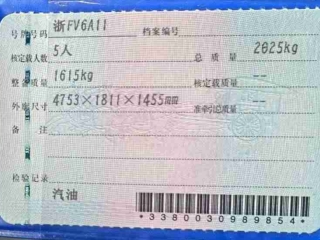 号牌号码 浙FV6A11 档案编号
核定载人数 5人 总质量 2025kg
整备质量 1615kg 核定载质量 --
外廓尺寸 4753×1811×1455mm 准牵引总质量 --
备注
检验记录
汽油
*3380030989854*